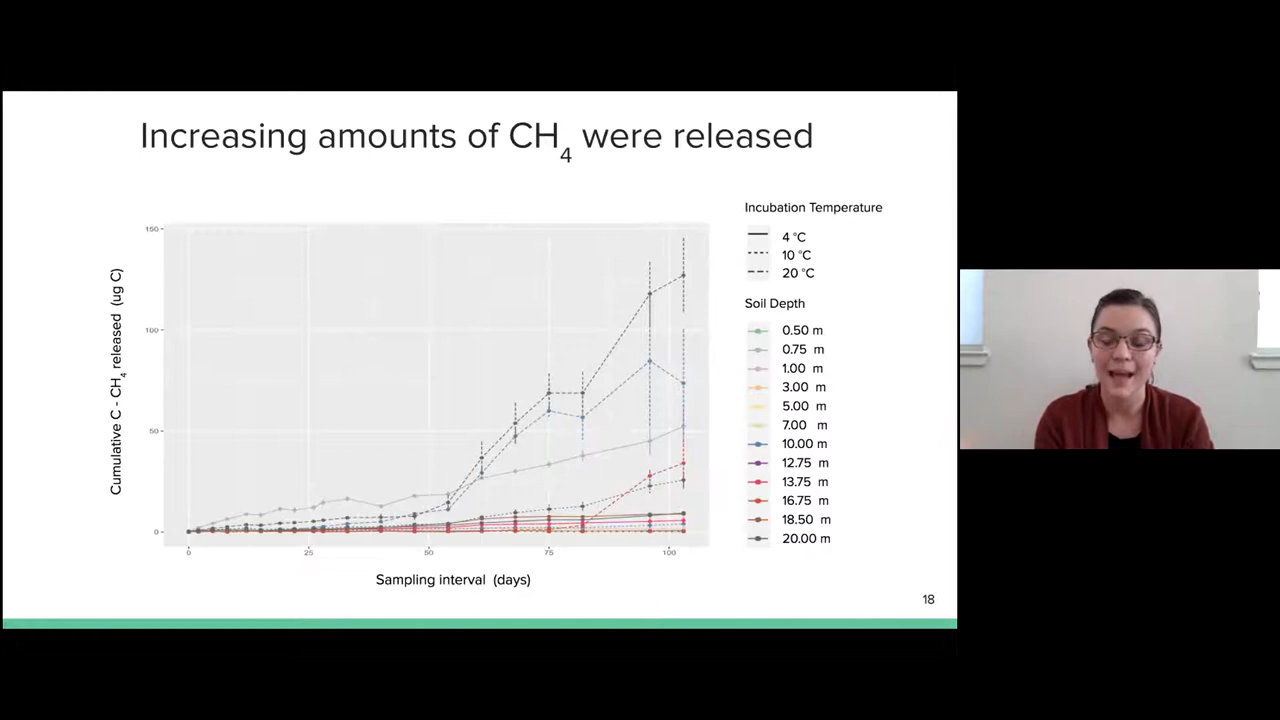 Increasing amounts of CH4 were released
Incubation Temperature
4 °C
10 °C
20 °C
Soil Depth
0.50 m
0.75 m
1.00 m
3.00 m
5.00 m
7.00 m
10.00 m
12.75 m
13.75 m
16.75 m
18.50 m
20.00 m
Cumulative C - CH4 released (ug C)
150
100
50
0
0 25 50 75 100
Sampling interval (days)
18